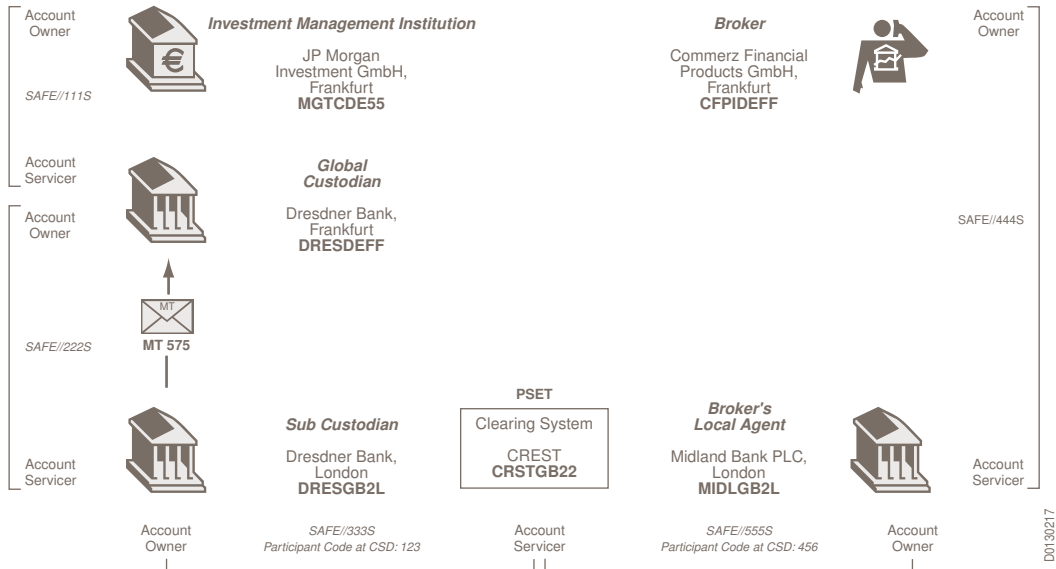 Account
Owner
Investment Management Institution
Broker
Account
Owner
JP Morgan
Investment GmbH,
Frankfurt
MGTCDE55
Commerz Financial
Products GmbH,
Frankfurt
CFPIDEFF
€
SAFE//111S
Account
Servicer
Global
Custodian
Account
Owner
Dresdner Bank,
Frankfurt
DRESDEFF
SAFE//444S
MT
MT 575
SAFE//222S
PSET
Sub Custodian
Clearing System
Broker's
Local Agent
Account
Servicer
Dresdner Bank,
London
DRESGB2L
CREST
CRSTGB22
Midland Bank PLC,
London
MIDLGB2L
Account
Servicer
Account
Owner
SAFE//333S
Participant Code at CSD: 123
Account
Servicer
SAFE//555S
Participant Code at CSD: 456
Account
Owner
D0130217